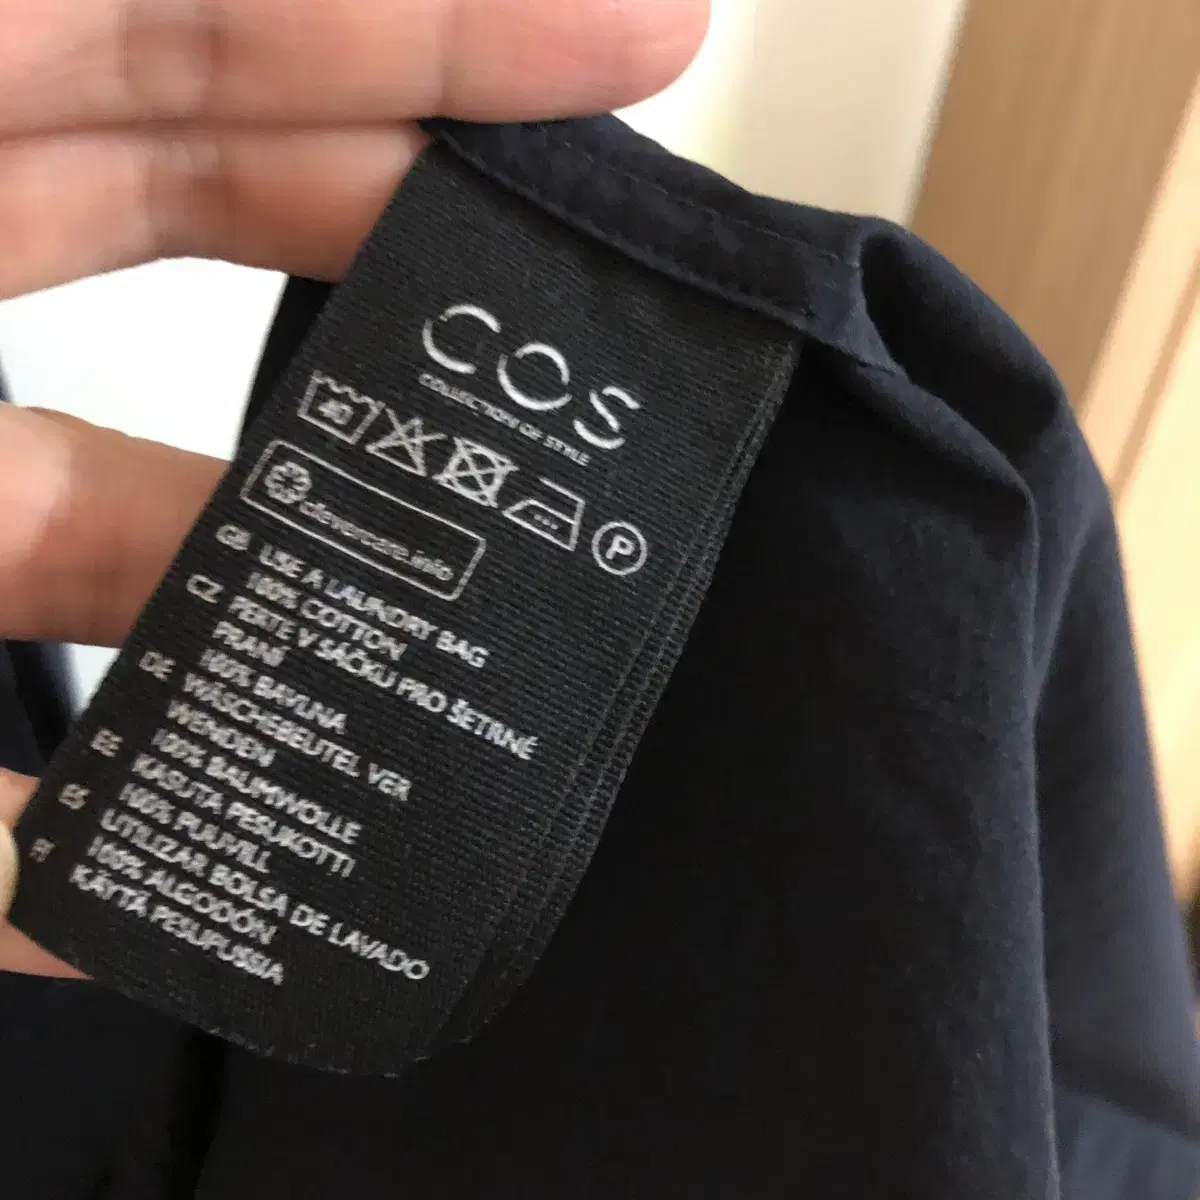 COS
COLLECTION OF STYLE
40
P
clevercare.info
GB USE A LAUNDRY BAG
100% COTTON
CZ PERTE V SÁČKU PRO ŠETRNÉ
PRANÍ
100% BAVLNA
DE WÄSCHEBEUTEL VER
WENDEN
100% BAUMWOLLE
EE KASUTA PESUKOTTI
100% PUUVILL
ES UTILIZAR BOLSA DE LAVADO
100% ALGODÓN
FI KÄYTÄ PESUPUSSIA